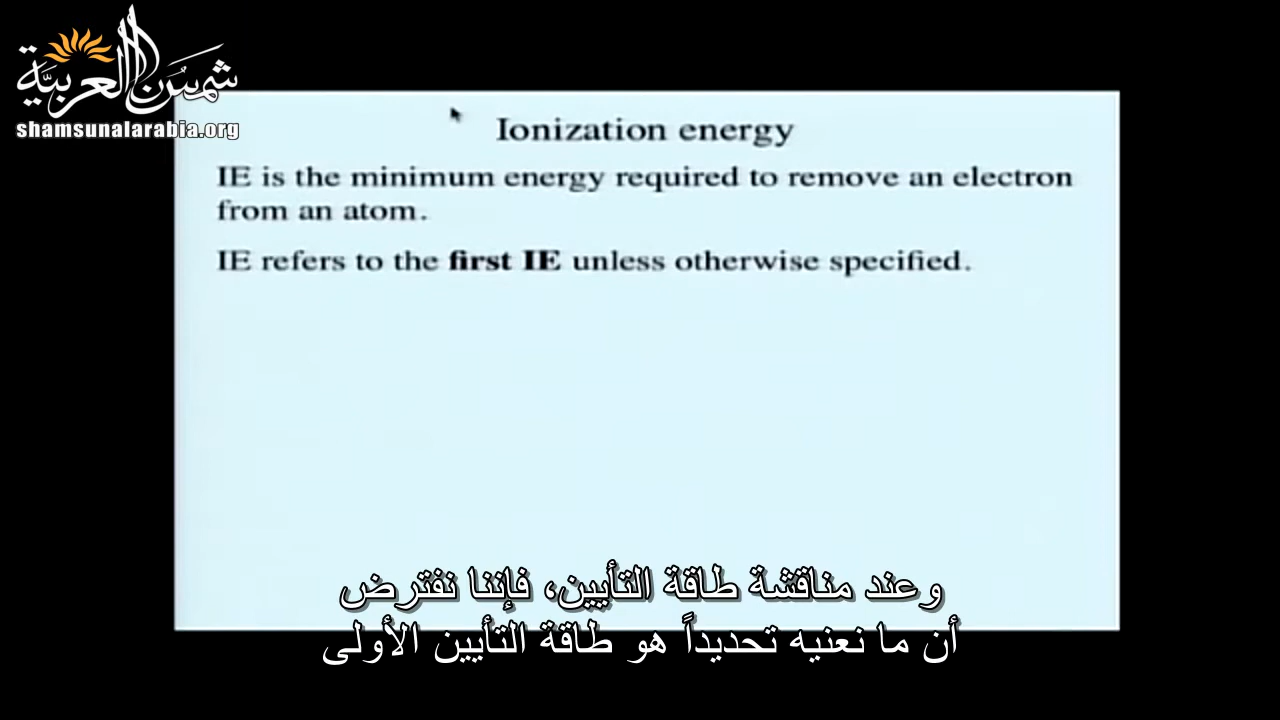 شمسن العربية
shamsunalarabia.org
Ionization energy
IE is the minimum energy required to remove an electron
from an atom.
IE refers to the first IE unless otherwise specified.
وعند مناقشة طاقة التأيين، فإننا نفترض
أن ما نعنيه تحديداً هو طاقة التأيين الأولى